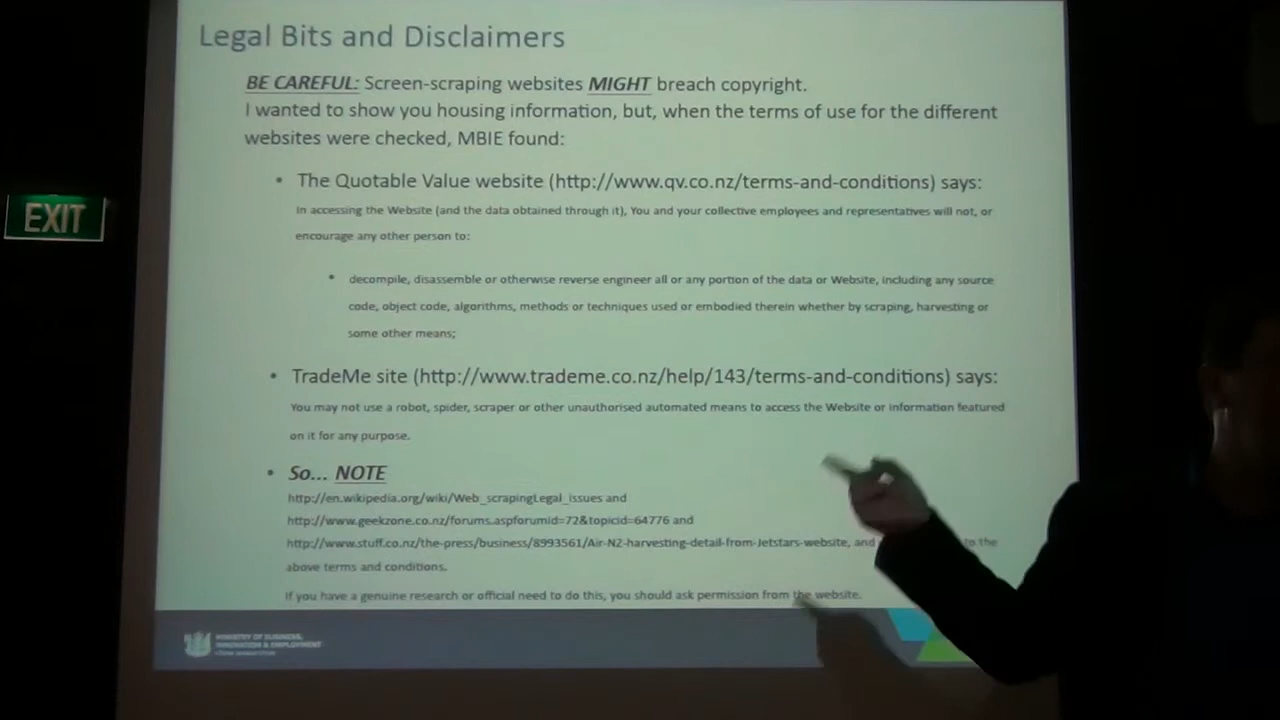 Legal Bits and Disclaimers
BE CAREFUL: Screen-scraping websites MIGHT breach copyright.
I wanted to show you housing information, but, when the terms of use for the different
websites were checked, MBIE found:
• The Quotable Value website (http://www.qv.co.nz/terms-and-conditions) says:
In accessing the Website (and the data obtained through it), You and your collective employees and representatives will not, or
encourage any other person to:
• decompile, disassemble or otherwise reverse engineer all or any portion of the data or Website, including any source
code, object code, algorithms, methods or techniques used or embodied therein whether by scraping, harvesting or
some other means;
EXIT
• TradeMe site (http://www.trademe.co.nz/help/143/terms-and-conditions) says:
You may not use a robot, spider, scraper or other unauthorised automated means to access the Website or information featured
on it for any purpose.
• So... NOTE
http://en.wikipedia.org/wiki/Web_scrapingLegal_issues and
http://www.geekzone.co.nz/forums.aspforumid=72&topicid=64776 and
http://www.stuff.co.nz/the-press/business/8993561/Air-NZ-harvesting-detail-from-Jetstars-website, and to the
above terms and conditions.
If you have a genuine research or official need to do this, you should ask permission from the website.
MINISTRY OF BUSINESS,
INNOVATION & EMPLOYMENT